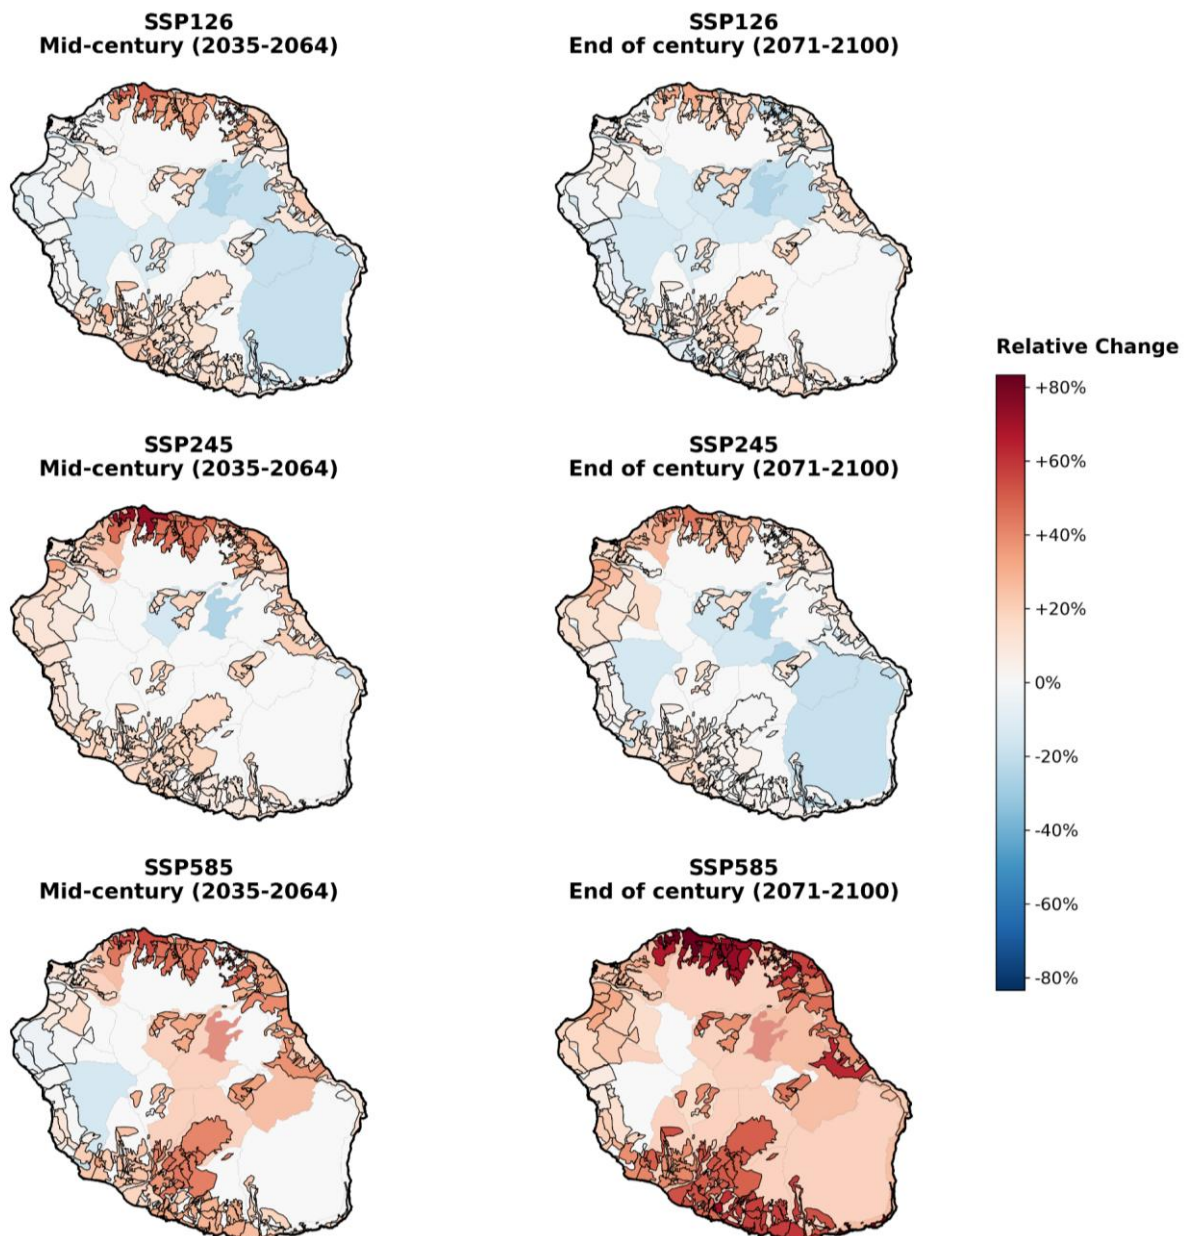 SSP126
Mid-century (2035-2064)
SSP126
End of century (2071-2100)
SSP245
Mid-century (2035-2064)
SSP245
End of century (2071-2100)
SSP585
Mid-century (2035-2064)
SSP585
End of century (2071-2100)
Relative Change
+80%
+60%
+40%
+20%
0%
-20%
-40%
-60%
-80%